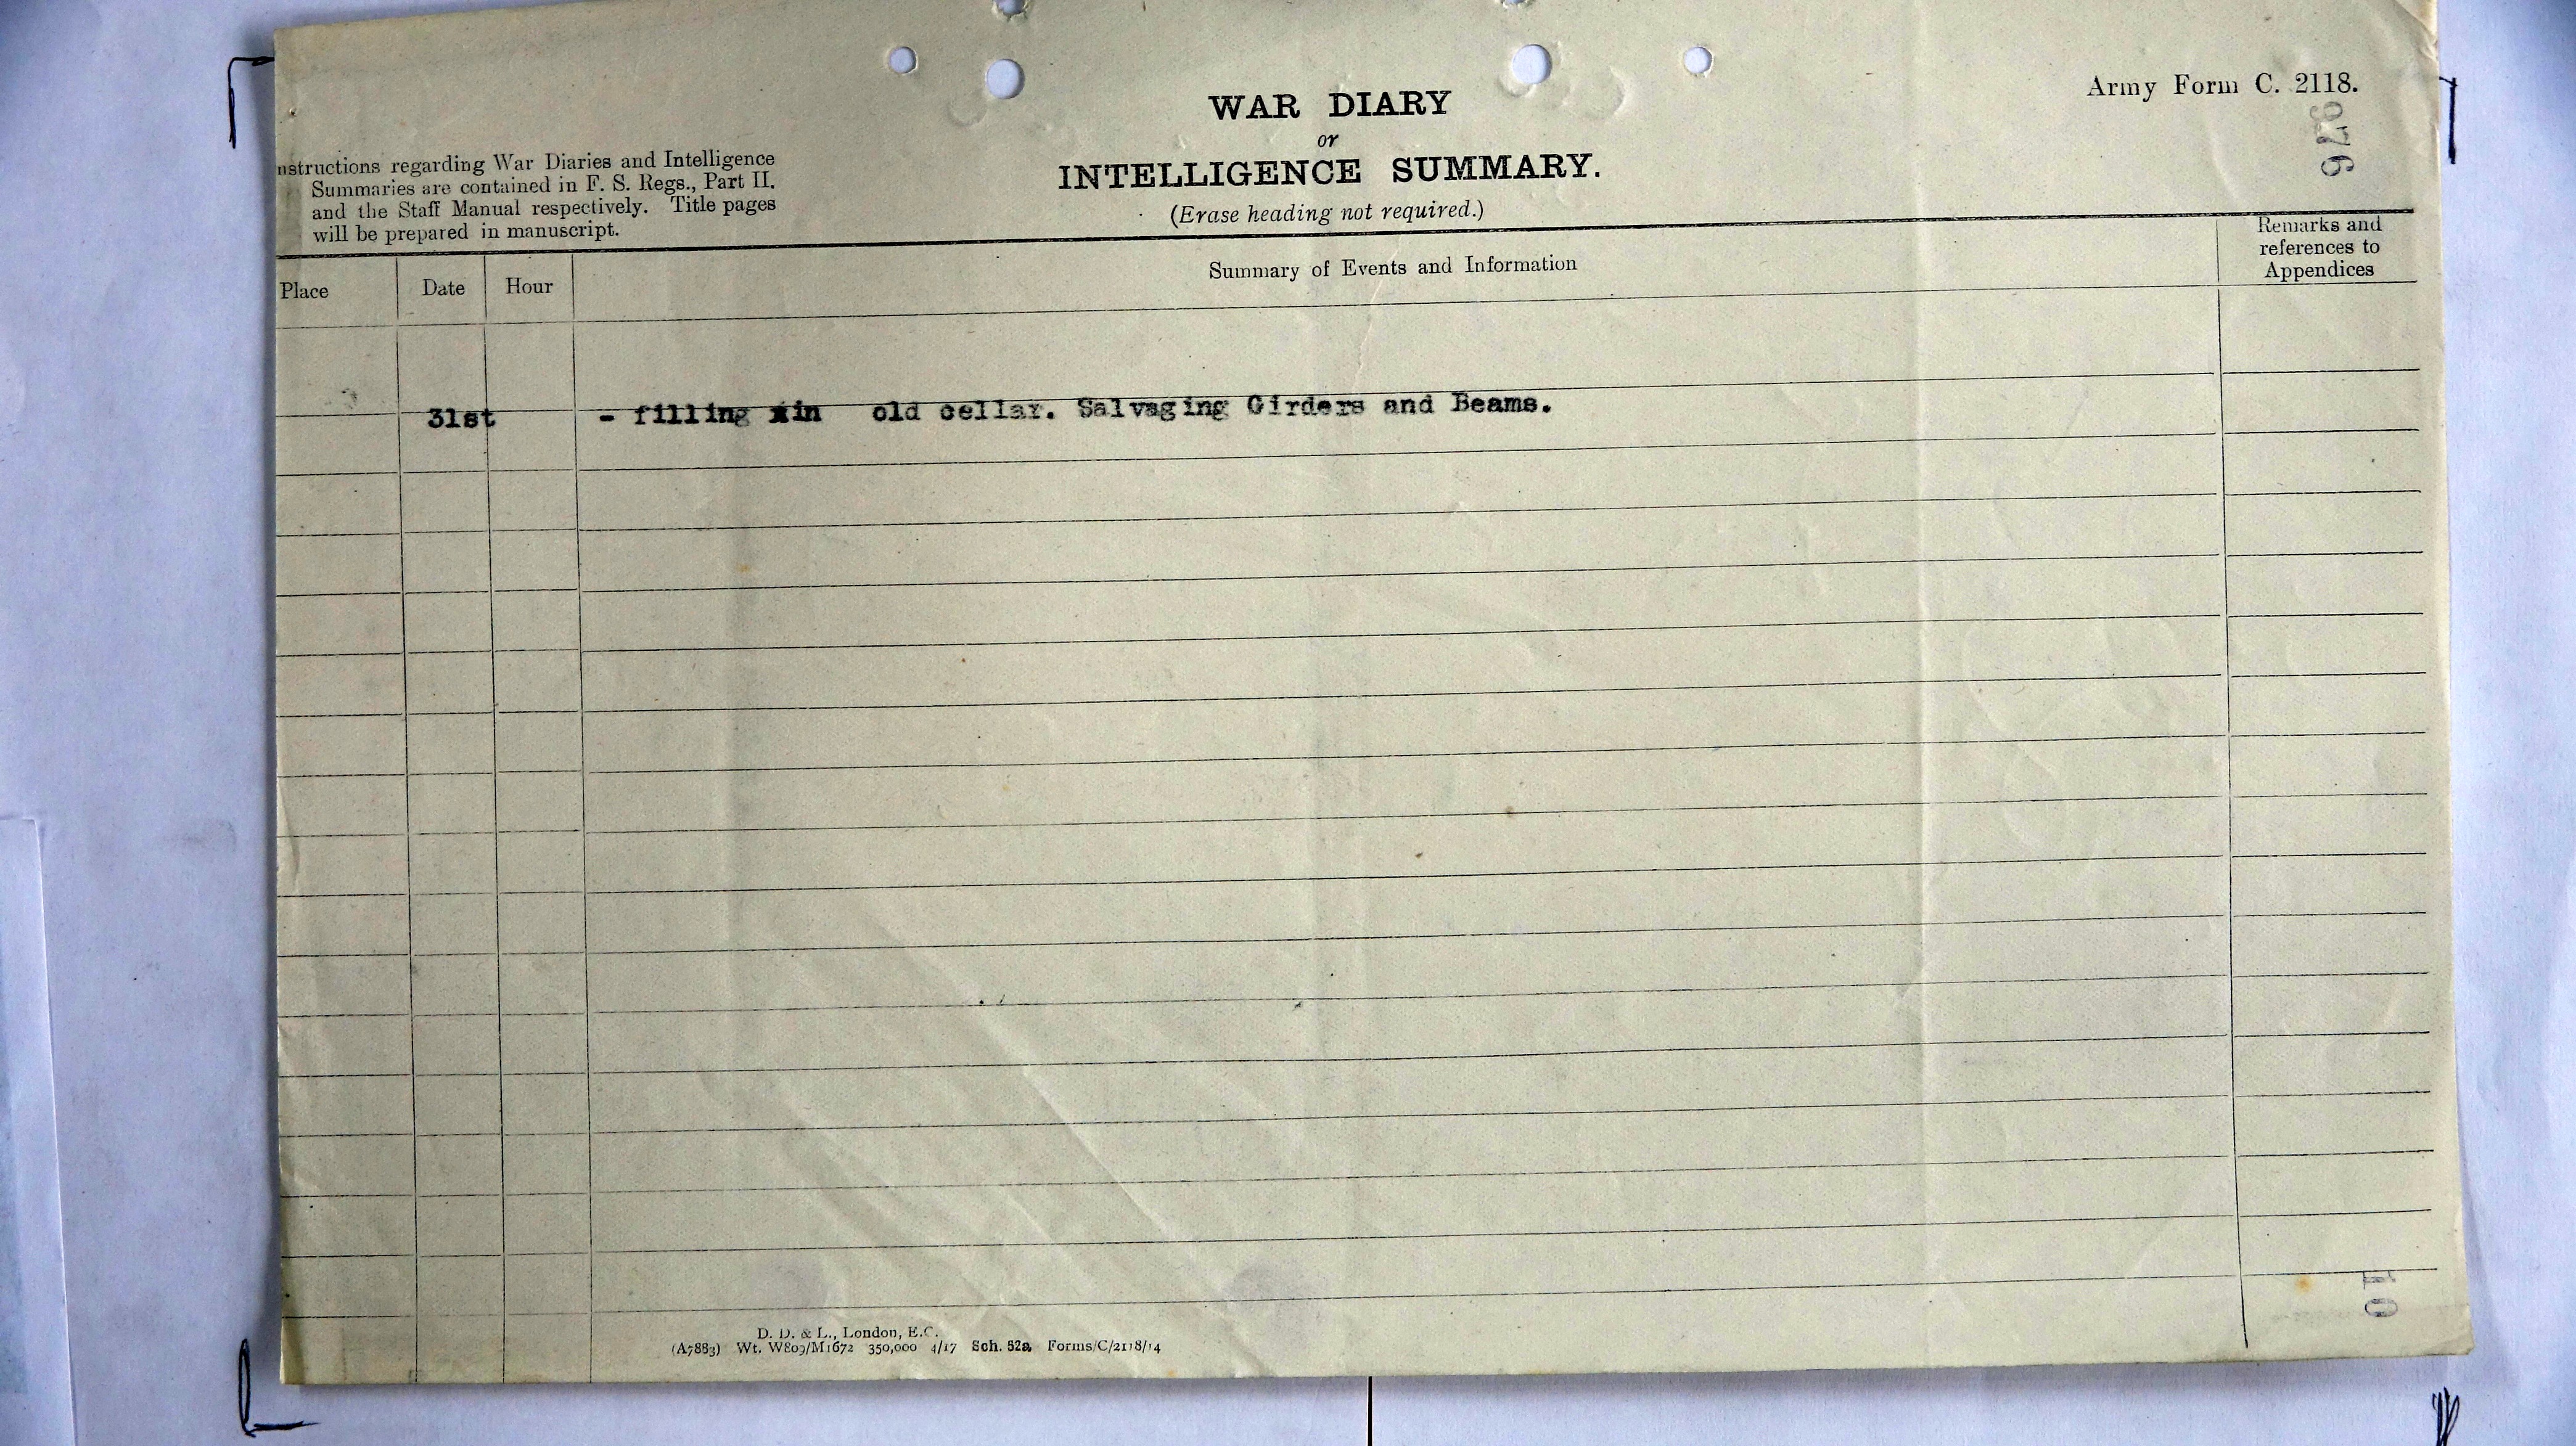 Army Form C. 2118.
976
WAR DIARY
or
INTELLIGENCE SUMMARY.
(Erase heading not required.)
nstructions regarding War Diaries and Intelligence
Summaries are contained in F. S. Regs., Part II.
and the Staff Manual respectively. Title pages
will be prepared in manuscript.
Place Date Hour Summary of Events and Information
Remarks and
references to
Appendices
31st - filling xin old cellar. Salvaging Girders and Beams.
10
D. D. & L., London, E.C.
(A7883) Wt. W809/M1672 350,000 4/17 Sch. 52a Forms/C/2118/14